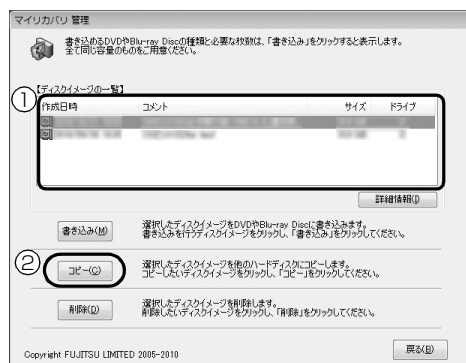 マイリカバリ 管理
書き込めるDVDやBlu-ray Discの種類と必要な枚数は、「書き込み」をクリックすると表示します。
全て同じ容量のものをご用意ください。
【ディスクイメージの一覧】
①
作成日時 コメント サイズ ドライブ
詳細情報(I)
書き込み(M)
選択したディスクイメージをDVDやBlu-ray Discに書き込みます。
書き込みを行うディスクイメージをクリックし、「書き込み」をクリックしてください。
②
コピー(C)
選択したディスクイメージを他のハードディスクにコピーします。
コピーしたいディスクイメージをクリックし、「コピー」をクリックしてください。
削除(D)
選択したディスクイメージを削除します。
削除したいディスクイメージをクリックし、「削除」をクリックしてください。
Copyright FUJITSU LIMITED 2005-2010
戻る(B)